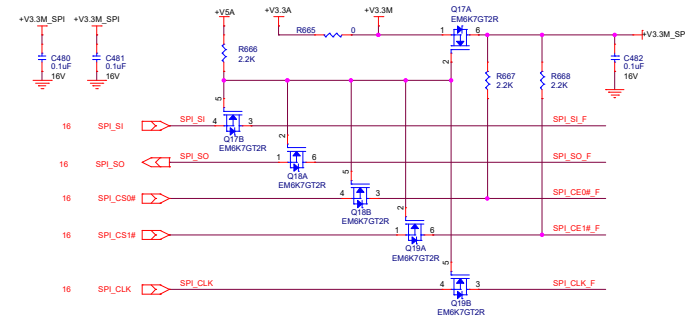 +V3.3M_SPI
+V3.3M_SPI
+V5A
+V3.3A
+V3.3M
Q17A
EM6K7GT2R
R665
0
1
6
2
+V3.3M_SP
C480
0.1uF
16V
C481
0.1uF
16V
R666
2.2K
R667
2.2K
R668
2.2K
C482
0.1uF
16V
16
SPI_SI
SPI_SI
5
4
3
Q17B
EM6K7GT2R
SPI_SI_F
16
SPI_SO
SPI_SO
2
1
6
Q18A
EM6K7GT2R
SPI_SO_F
16
SPI_CS0#
5
4
3
Q18B
EM6K7GT2R
SPI_CS0#
SPI_CE0#_F
16
SPI_CS1#
SPI_CS1#
2
1
6
Q19A
EM6K7GT2R
SPI_CE1#_F
16
SPI_CLK
SPI_CLK
5
4
3
Q19B
EM6K7GT2R
SPI_CLK_F